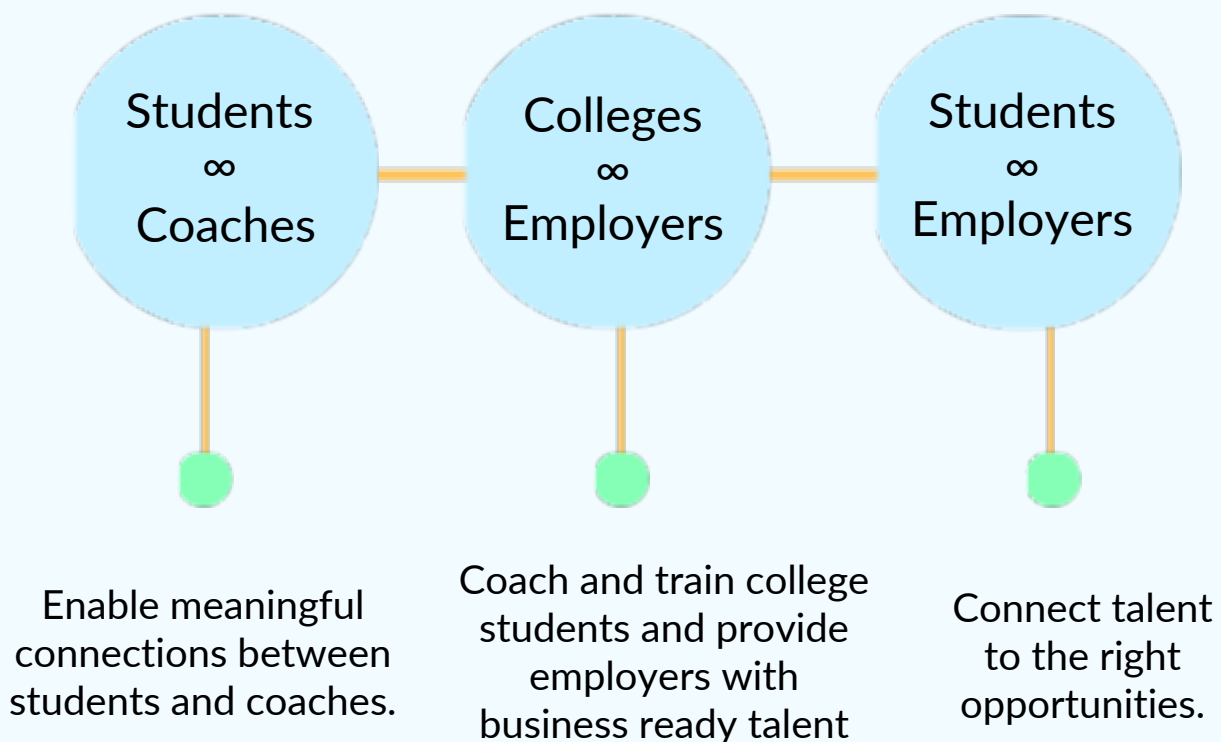 Students
∞
Coaches
Colleges
∞
Employers
Students
∞
Employers
Enable meaningful
connections between
students and coaches.
Coach and train college
students and provide
employers with
business ready talent
Connect talent
to the right
opportunities.